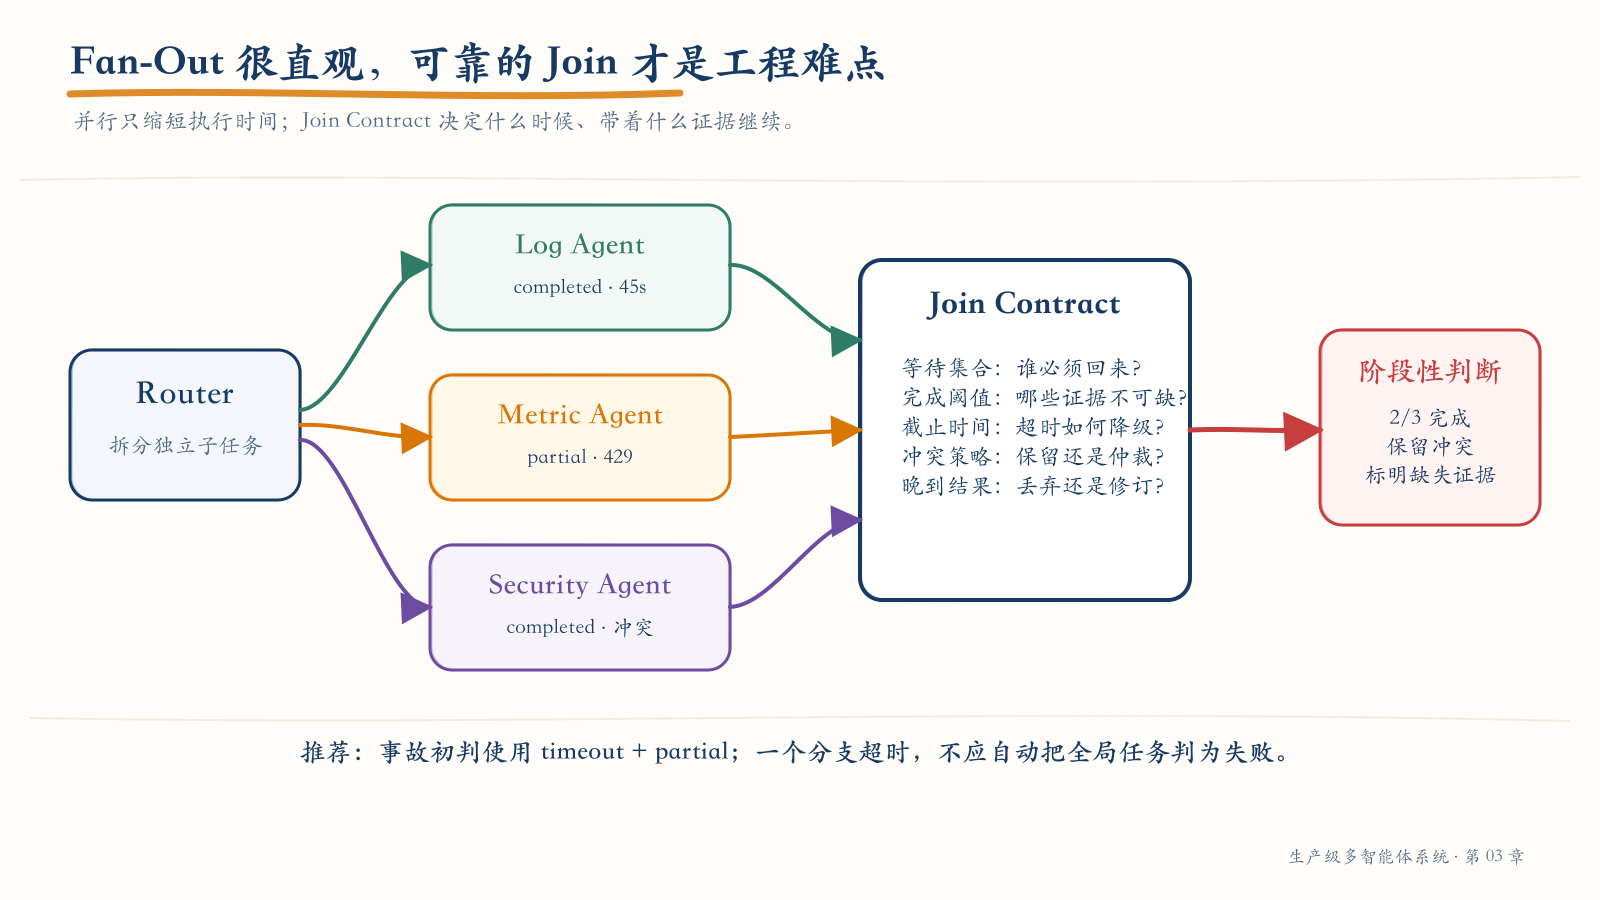 Fan-Out 很直观，可靠的 Join 才是工程难点
并行只缩短执行时间；Join Contract 决定什么时候、带着什么证据继续。
Router
拆分独立子任务
Log Agent
completed · 45s
Metric Agent
partial · 429
Security Agent
completed · 冲突
Join Contract
等待集合：谁必须回来?
完成阈值：哪些证据不可缺?
截止时间：超时如何降级?
冲突策略：保留还是仲裁?
晚到结果：丢弃还是修订?
阶段性判断
2/3 完成
保留冲突
标明缺失证据
推荐：事故初判使用 timeout + partial；一个分支超时，不应自动把全局任务判为失败。
生产级多智能体系统 · 第 03 章